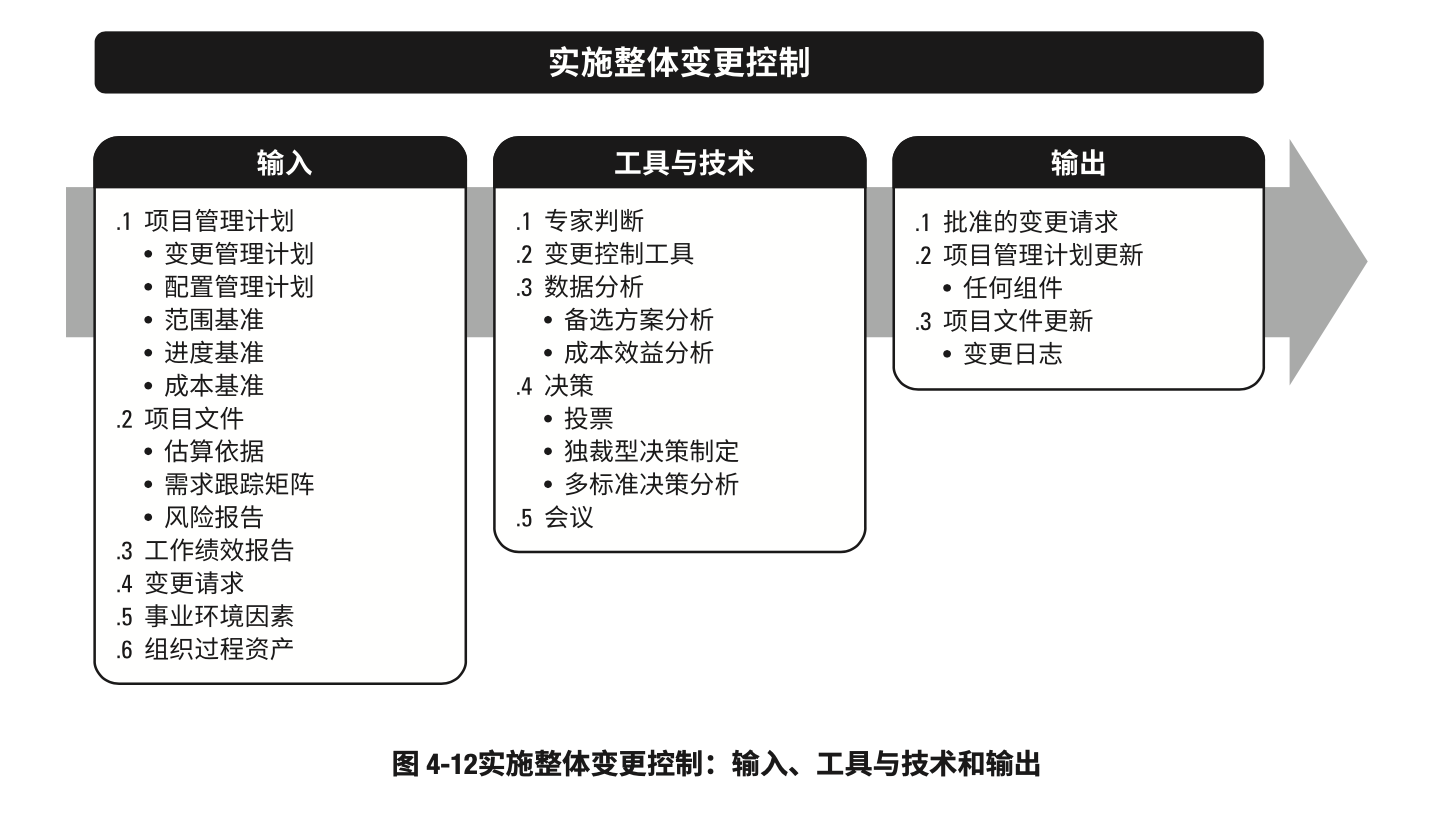 实施整体变更控制
输入
.1 项目管理计划
• 变更管理计划
• 配置管理计划
• 范围基准
• 进度基准
• 成本基准
.2 项目文件
• 估算依据
• 需求跟踪矩阵
• 风险报告
.3 工作绩效报告
.4 变更请求
.5 事业环境因素
.6 组织过程资产
工具与技术
.1 专家判断
.2 变更控制工具
.3 数据分析
• 备选方案分析
• 成本效益分析
.4 决策
• 投票
• 独裁型决策制定
• 多标准决策分析
.5 会议
输出
.1 批准的变更请求
.2 项目管理计划更新
• 任何组件
.3 项目文件更新
• 变更日志
图 4-12实施整体变更控制：输入、工具与技术和输出